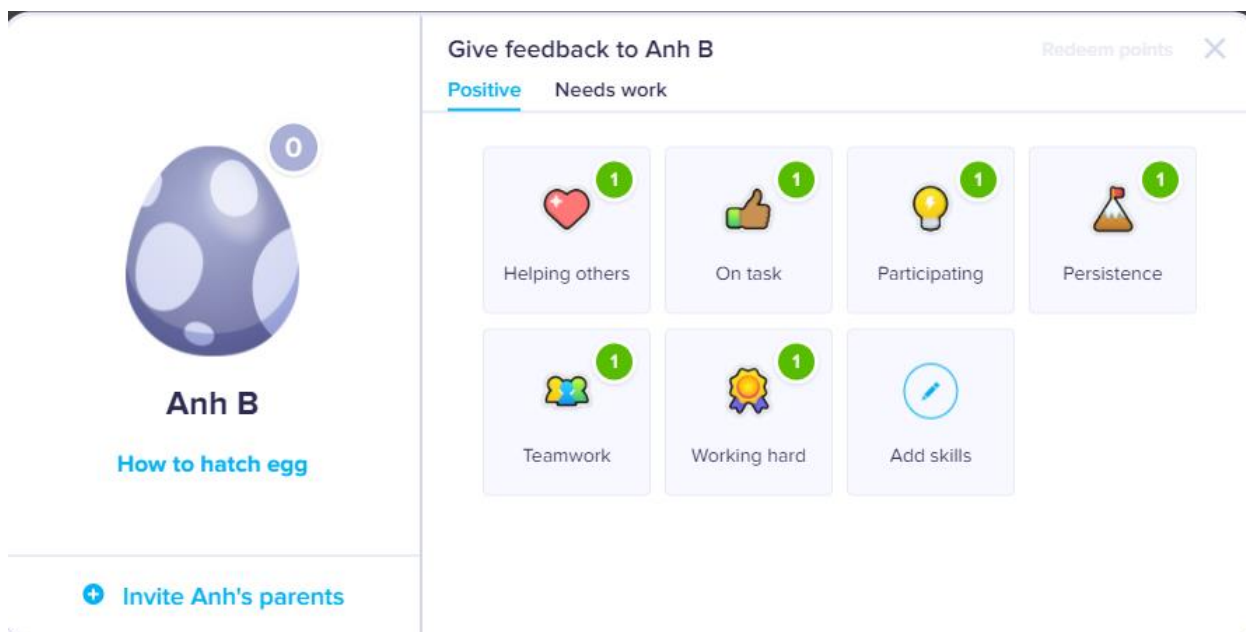 0
Anh B
How to hatch egg
Invite Anh's parents
Give feedback to Anh B
Redeem points
Positive Needs work
1 1 1 1
Helping others On task Participating Persistence
1 1
Teamwork Working hard Add skills